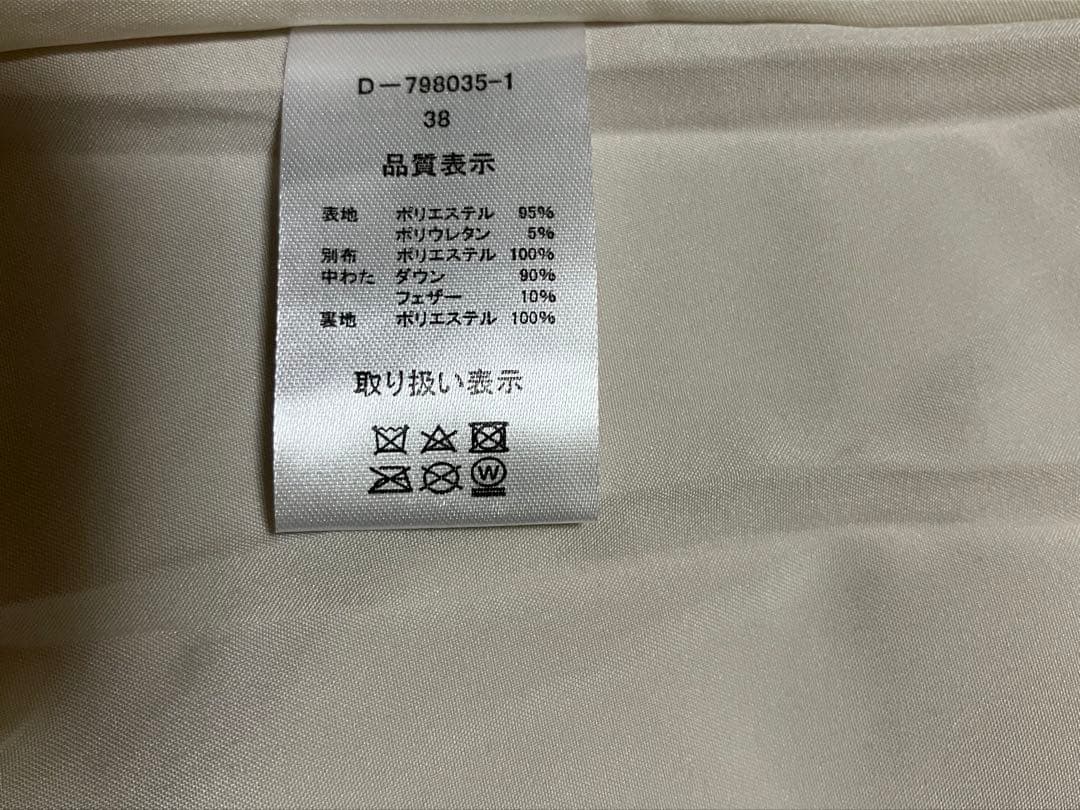 D-798035-1
38
品質表示
表地 ポリエステル 95%
ポリウレタン 5%
別布 ポリエステル 100%
中わた ダウン 90%
フェザー 10%
裏地 ポリエステル 100%
取り扱い表示
W